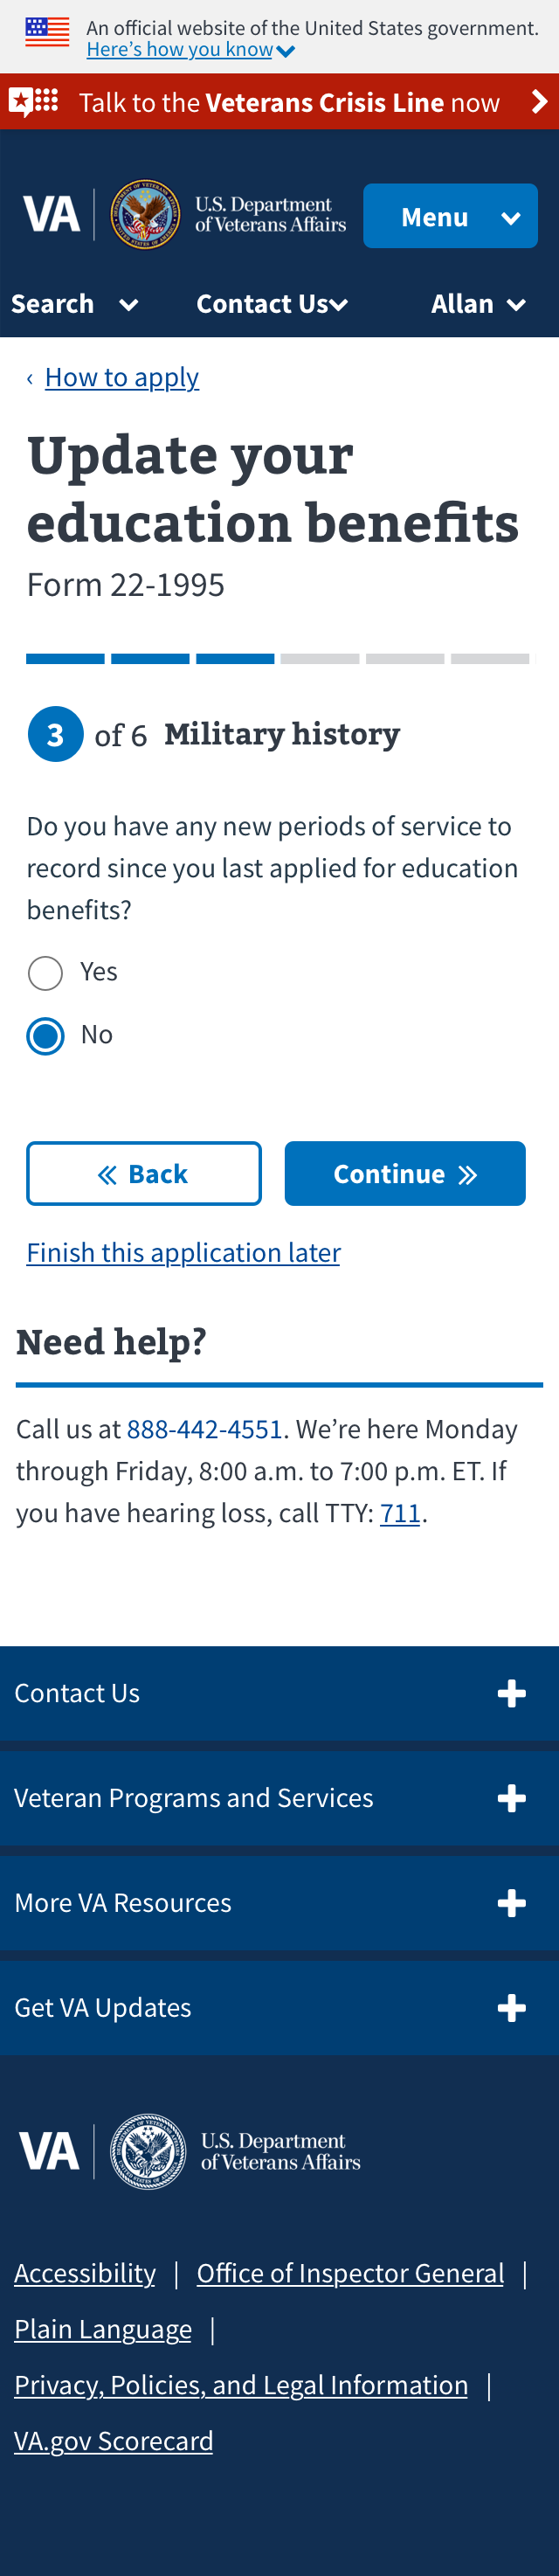 An official website of the United States government.
Here’s how you know
Talk to the Veterans Crisis Line now
VA
U.S. Department
of Veterans Affairs
Menu
Search
Contact Us
Allan
‹ How to apply
Update your
education benefits
Form 22-1995
3 of 6 Military history
Do you have any new periods of service to
record since you last applied for education
benefits?
Yes
No
« Back
Continue »
Finish this application later
Need help?
Call us at 888-442-4551. We’re here Monday
through Friday, 8:00 a.m. to 7:00 p.m. ET. If
you have hearing loss, call TTY: 711.
Contact Us
Veteran Programs and Services
More VA Resources
Get VA Updates
VA
U.S. Department
of Veterans Affairs
Accessibility | Office of Inspector General |
Plain Language |
Privacy, Policies, and Legal Information |
VA.gov Scorecard